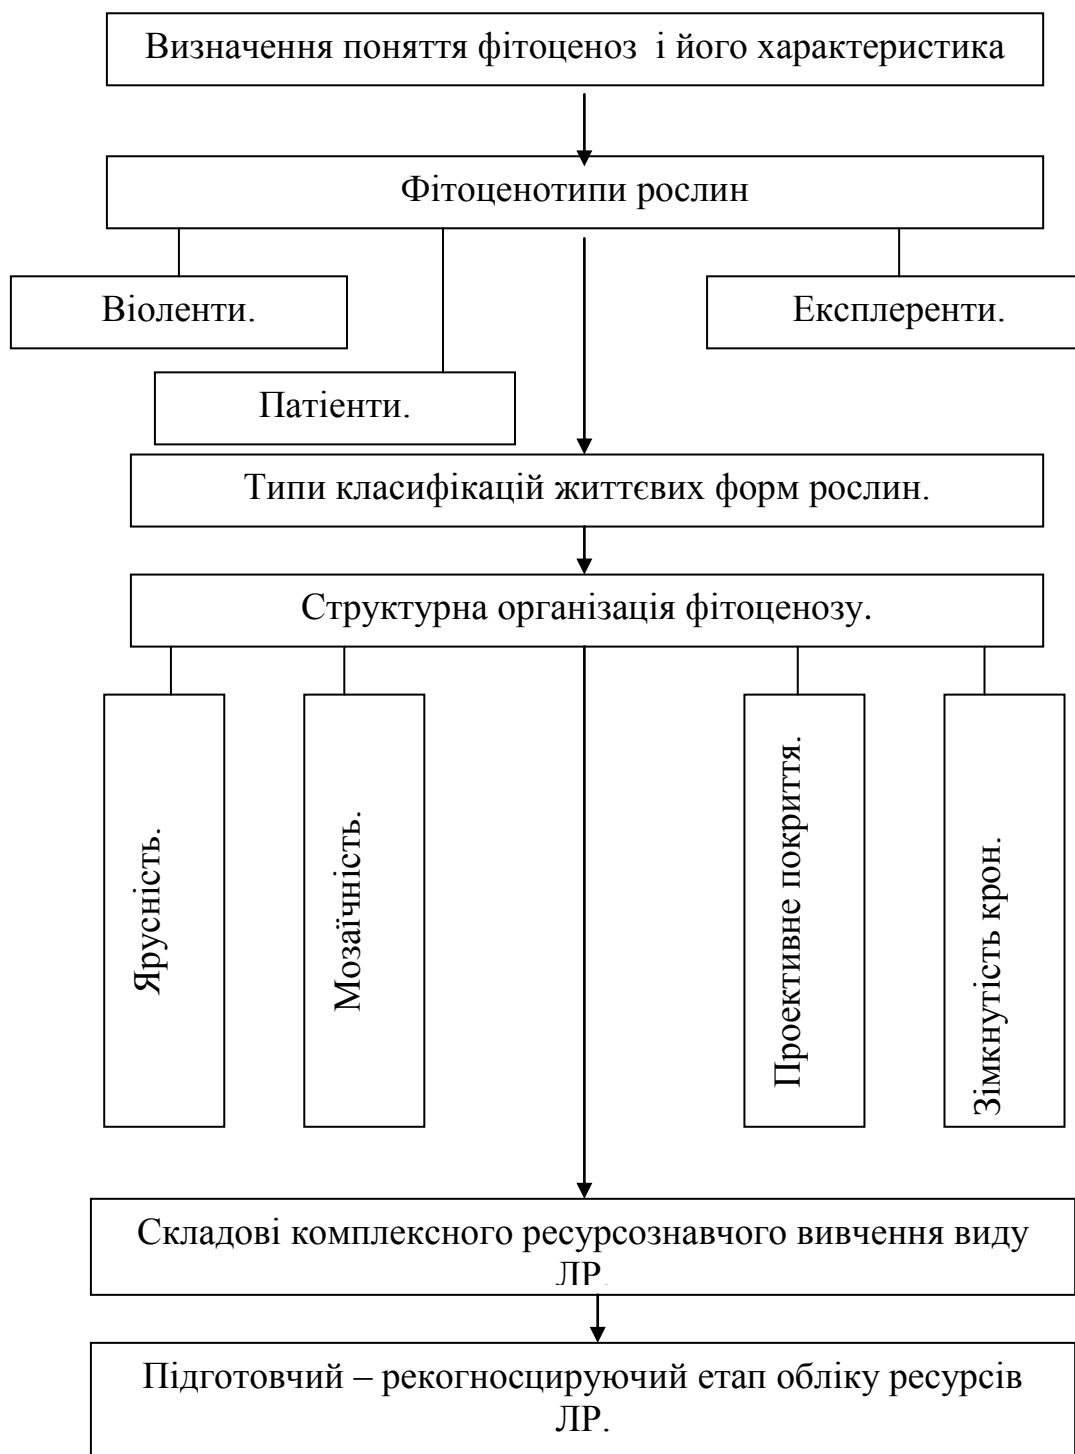 Визначення поняття фітоценоз і його характеристика
Фітоценотипи рослин
Віоленти.
Експлеренти.
Патієнти.
Типи класифікацій життєвих форм рослин.
Структурна організація фітоценозу.
Ярусність.
Мозаїчність.
Проективне покриття.
Зімкнутість крон.
Складові комплексного ресурсознавчого вивчення виду
ЛР.
Підготовчий – рекогносцируючий етап обліку ресурсів
ЛР.